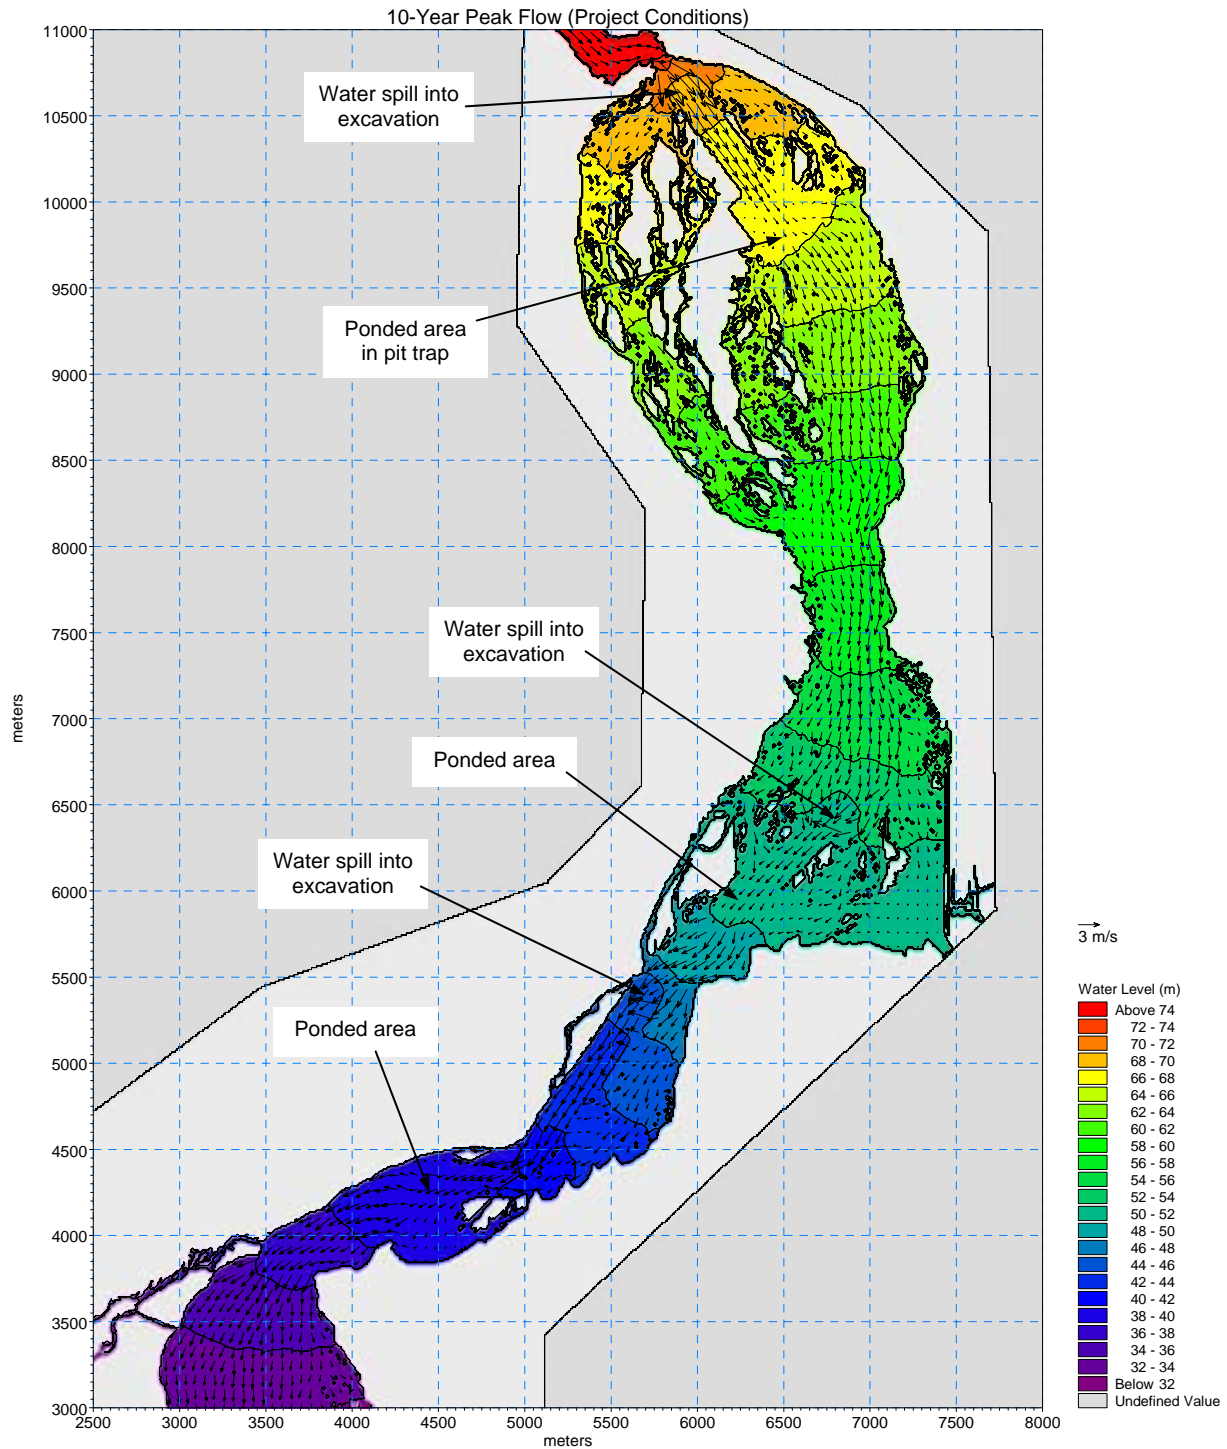 10-Year Peak Flow (Project Conditions)
11000
10500
10000
9500
9000
8500
8000
7500
7000
6500
6000
5500
5000
4500
4000
3500
3000
meters
Water spill into
excavation
Ponded area
in pit trap
Water spill into
excavation
Ponded area
Water spill into
excavation
Ponded area
2500
3000
3500
4000
4500
5000
5500
6000
6500
7000
7500
8000
meters
3 m/s
Water Level (m)
Above 74
72 - 74
70 - 72
68 - 70
66 - 68
64 - 66
62 - 64
60 - 62
58 - 60
56 - 58
54 - 56
52 - 54
50 - 52
48 - 50
46 - 48
44 - 46
42 - 44
40 - 42
38 - 40
36 - 38
34 - 36
32 - 34
Below 32
Undefined Value